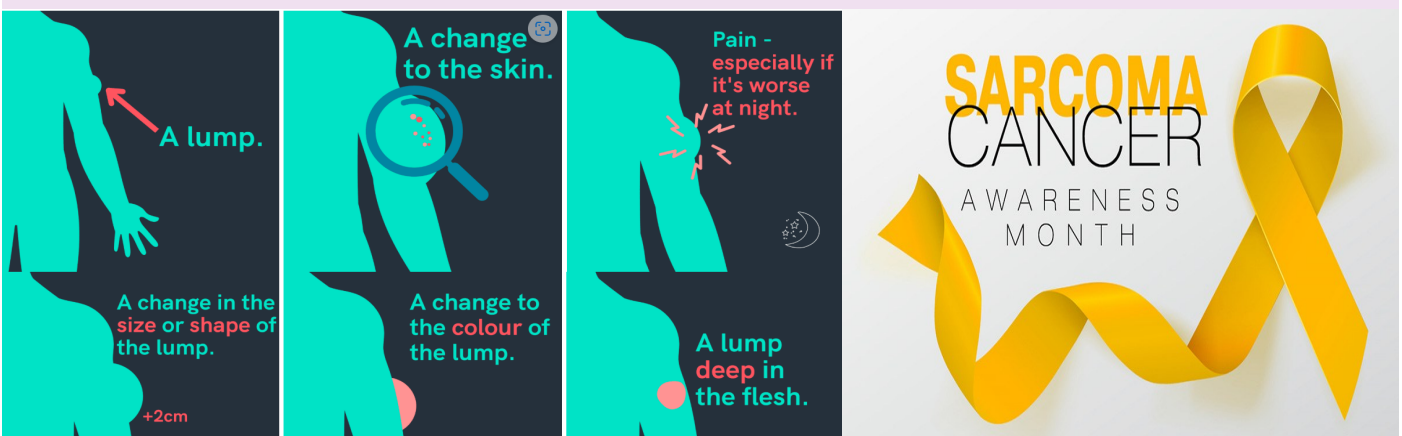 A lump.
A change
to the skin.
Pain -
especially if
it's worse
at night.
A change in the
size or shape of
the lump.
+2cm
A change to
the colour of
the lump.
A lump
deep in
the flesh.
SARCOMA
CANCER
AWARENESS
MONTH